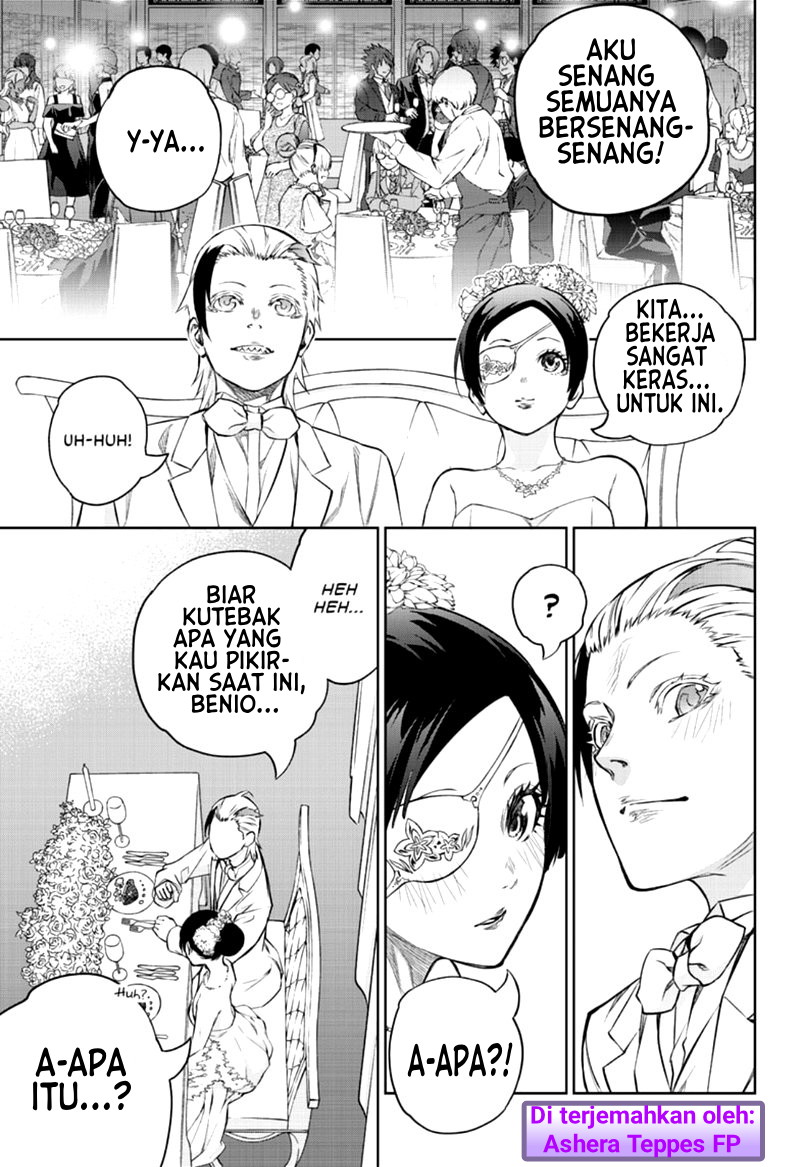 AKU
SENANG
SEMUANYA
BERSENANG-
SENANG!
Y-YA...
KITA...
BEKERJA
SANGAT
KERAS...
UNTUK INI.
UH-HUH!
?
A-APA?!
HEH
HEH...
BIAR
KUTEBAK
APA YANG
KAU PIKIR-
KAN SAAT INI,
BENIO...
Huh?
A-APA
ITU...?
Di terjemahkan oleh:
Ashera Teppes FP